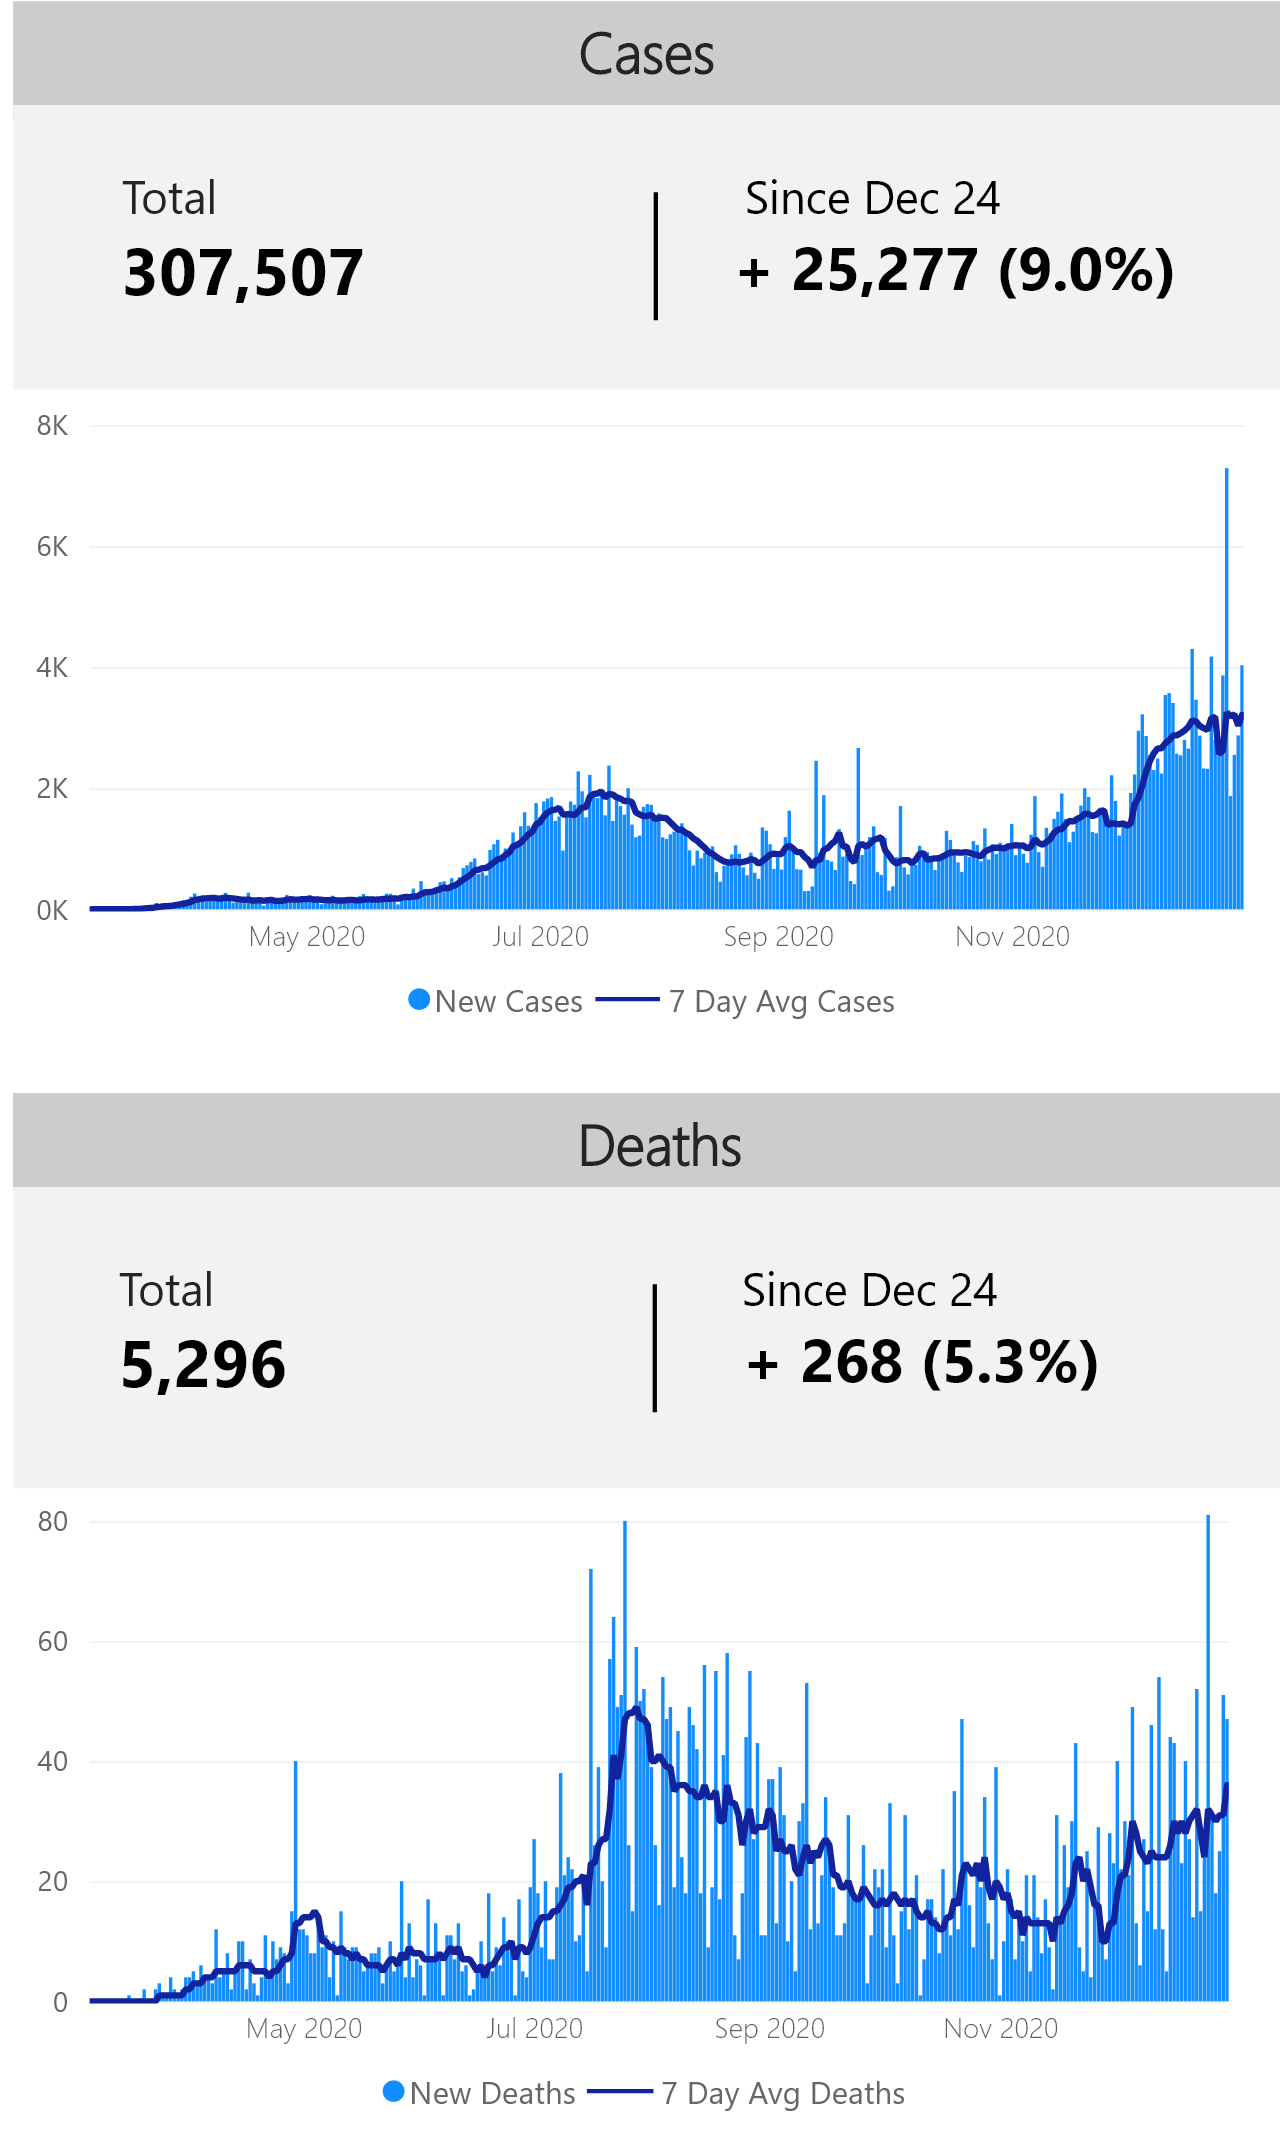 Cases
Total
Since Dec 24
307,507
+ 25,277 (9.0%)
8K
6K
4K
2K
0K
May 2020
Jul 2020
Sep 2020
Nov 2020
New Cases
7 Day Avg Cases
Deaths
Total
Since Dec 24
5,296
+ 268 (5.3%)
80
60
40
20
0
May 2020
Jul 2020
Sep 2020
Nov 2020
New Deaths
7 Day Avg Deaths